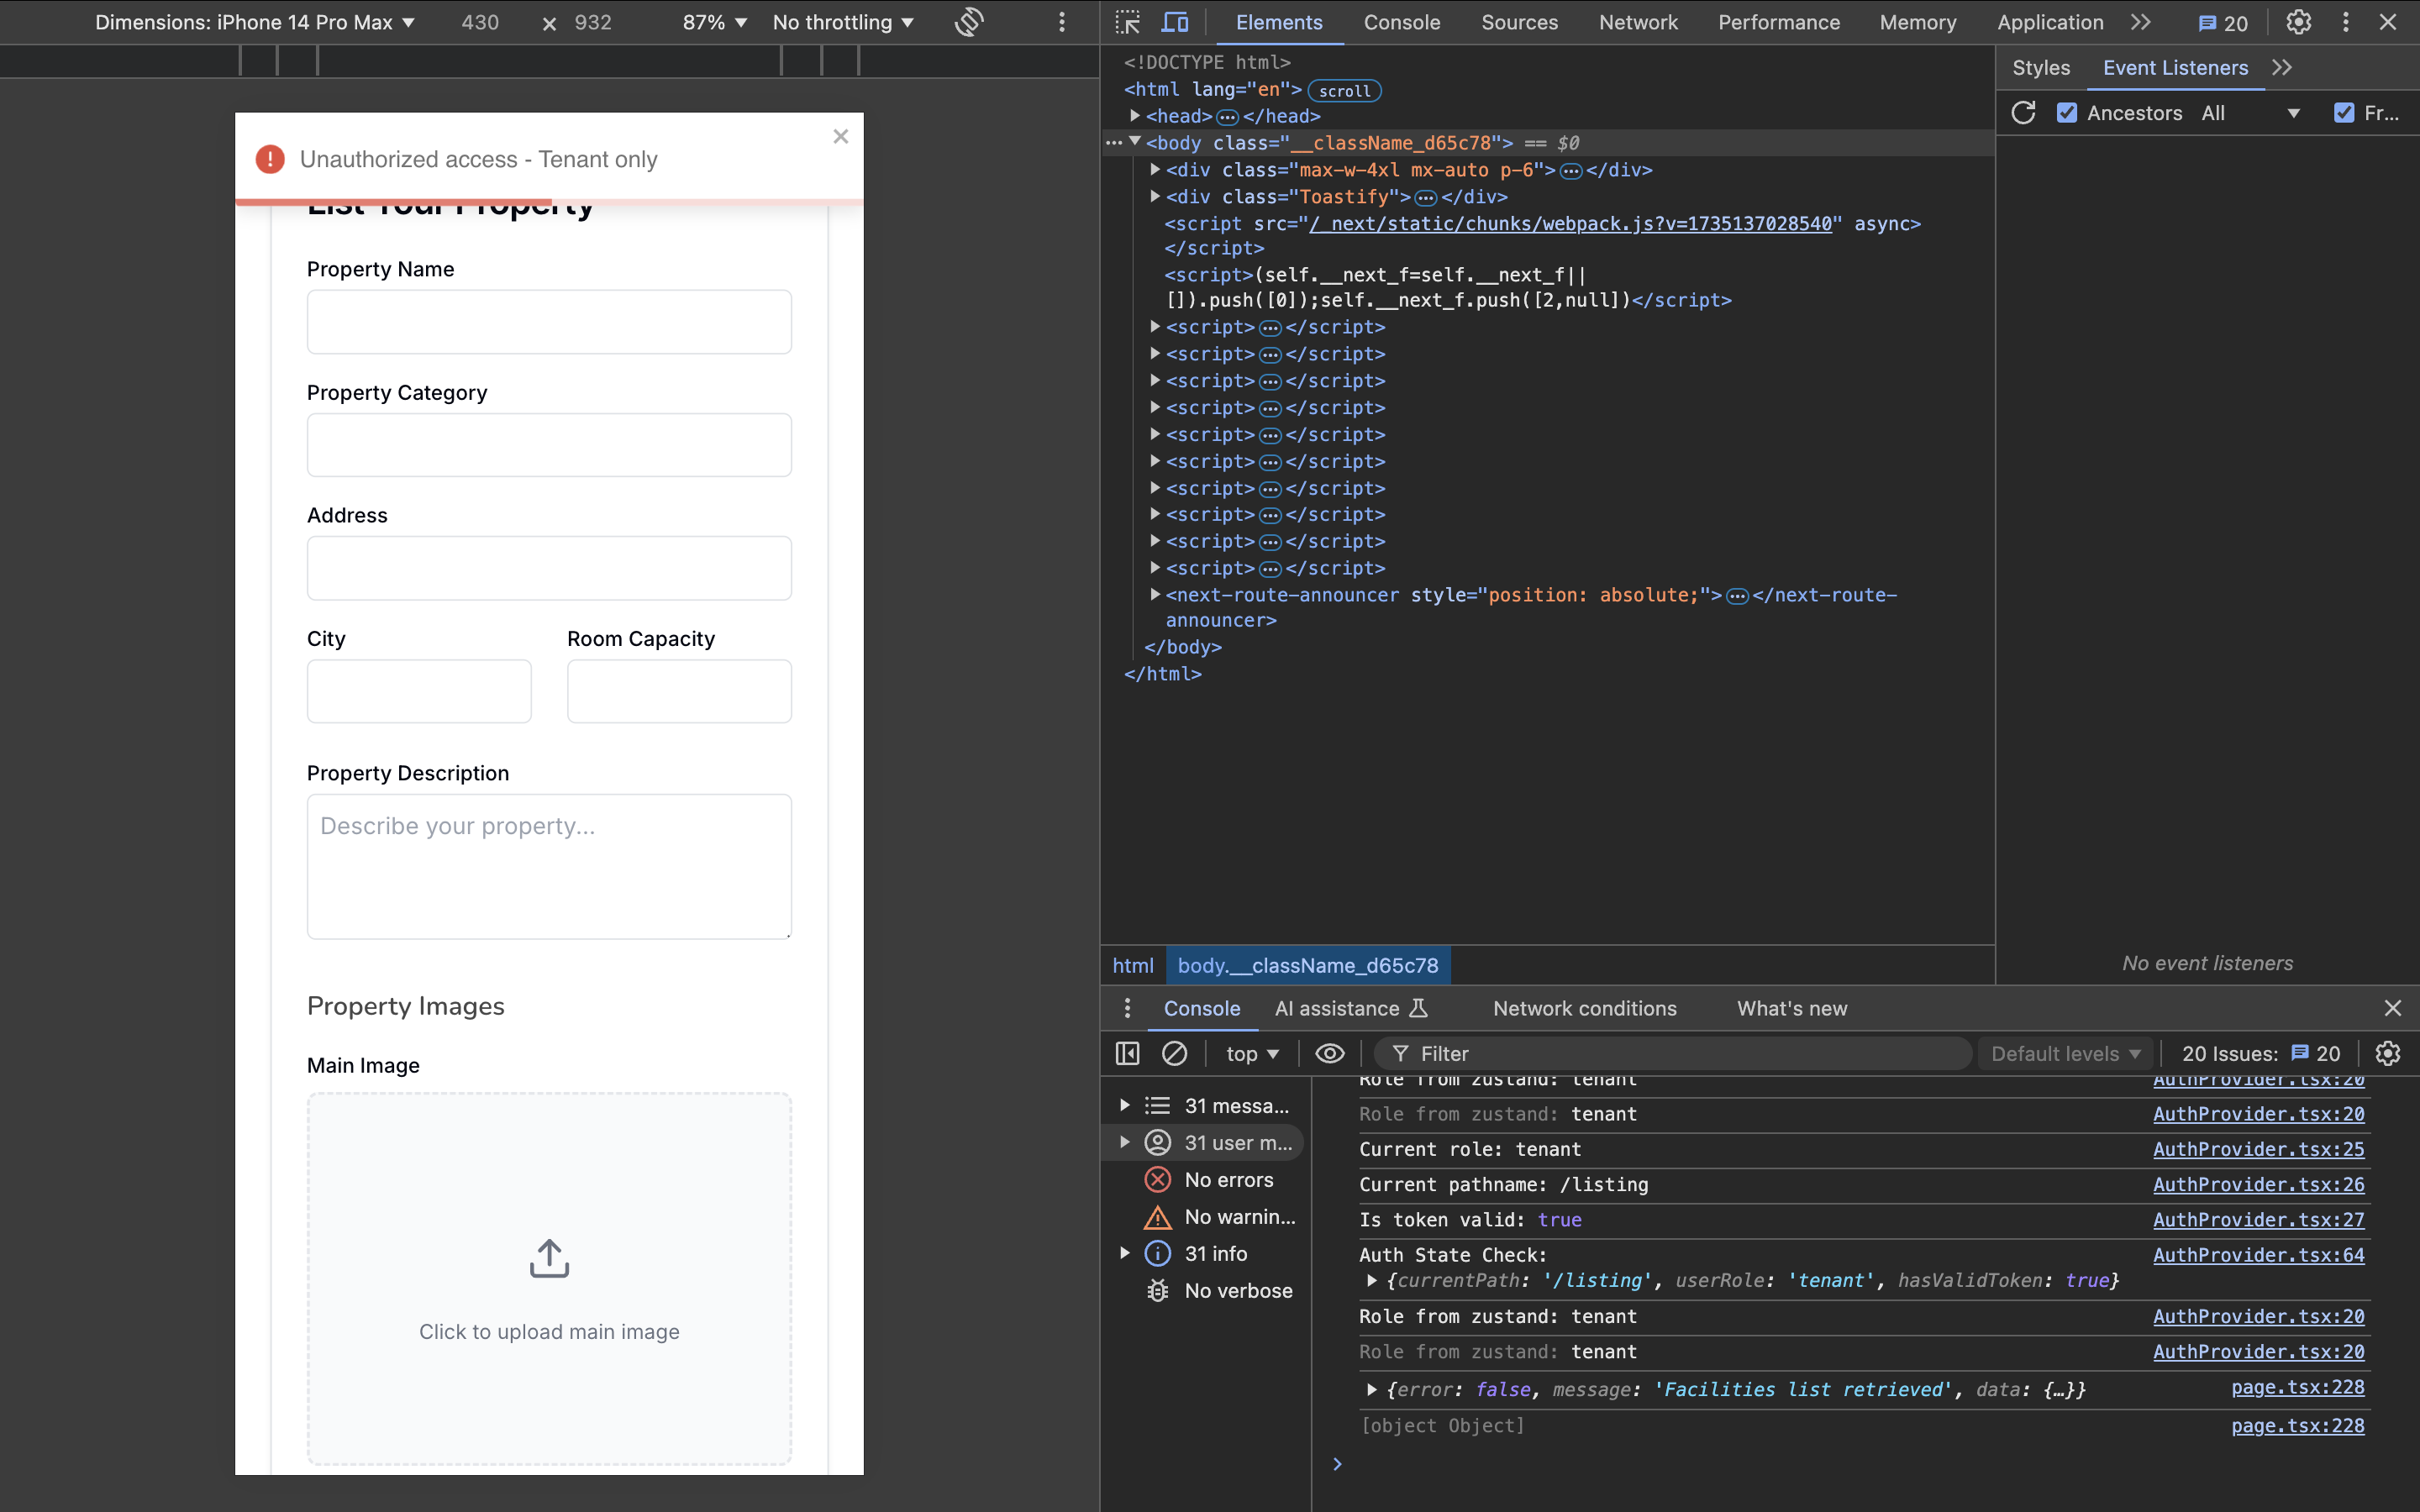 Dimensions: iPhone 14 Pro Max ▼ 430 × 932 87% ▼ No throttling ▼
Elements Console Sources Network Performance Memory Application >> 20
Unauthorized access - Tenant only
List Your Property
Property Name
Property Category
Address
City Room Capacity
Property Description
Describe your property...
Property Images
Main Image
Click to upload main image
<!DOCTYPE html>
<html lang="en"> scroll
<head>…</head>
<body class="__className_d65c78"> == $0
<div class="max-w-4xl mx-auto p-6">…</div>
<div class="Toastify">…</div>
<script src="/_next/static/chunks/webpack.js?v=1735137028540" async>
</script>
<script>(self.__next_f=self.__next_f||
[]).push([0]);self.__next_f.push([2,null])</script>
<script>…</script>
<script>…</script>
<script>…</script>
<script>…</script>
<script>…</script>
<script>…</script>
<script>…</script>
<script>…</script>
<script>…</script>
<script>…</script>
<next-route-announcer style="position: absolute;">…</next-route-
announcer>
</body>
</html>
html body.__className_d65c78
Styles Event Listeners >>
Ancestors All ▼ Fr...
No event listeners
Console AI assistance Network conditions What's new
top ▼ Filter Default levels ▼ 20 Issues: 20
31 messa...
31 user m...
No errors
No warnin...
31 info
No verbose
Role from zustand: tenant AuthProvider.tsx:20
Role from zustand: tenant AuthProvider.tsx:20
Current role: tenant AuthProvider.tsx:25
Current pathname: /listing AuthProvider.tsx:26
Is token valid: true AuthProvider.tsx:27
Auth State Check: AuthProvider.tsx:64
{currentPath: '/listing', userRole: 'tenant', hasValidToken: true}
Role from zustand: tenant AuthProvider.tsx:20
Role from zustand: tenant AuthProvider.tsx:20
{error: false, message: 'Facilities list retrieved', data: {…}} page.tsx:228
[object Object] page.tsx:228